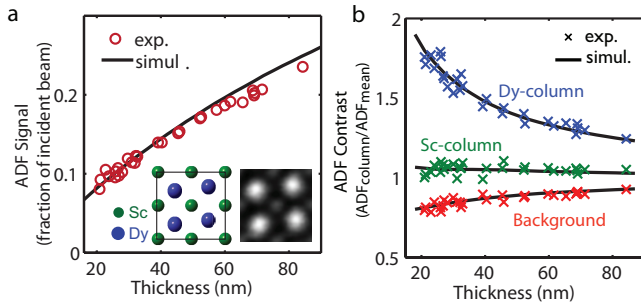 a
exp.
simul .
ADF Signal
(fraction of incident beam)
0.2
0.1
0
Sc
Dy
20
40
60
80
Thickness (nm)
b
exp.
simul.
Dy-column
Sc-column
Background
ADF Contrast
(ADFcolumn/ADFmean)
2
1.5
1
0.5
20
40
60
80
Thickness (nm)